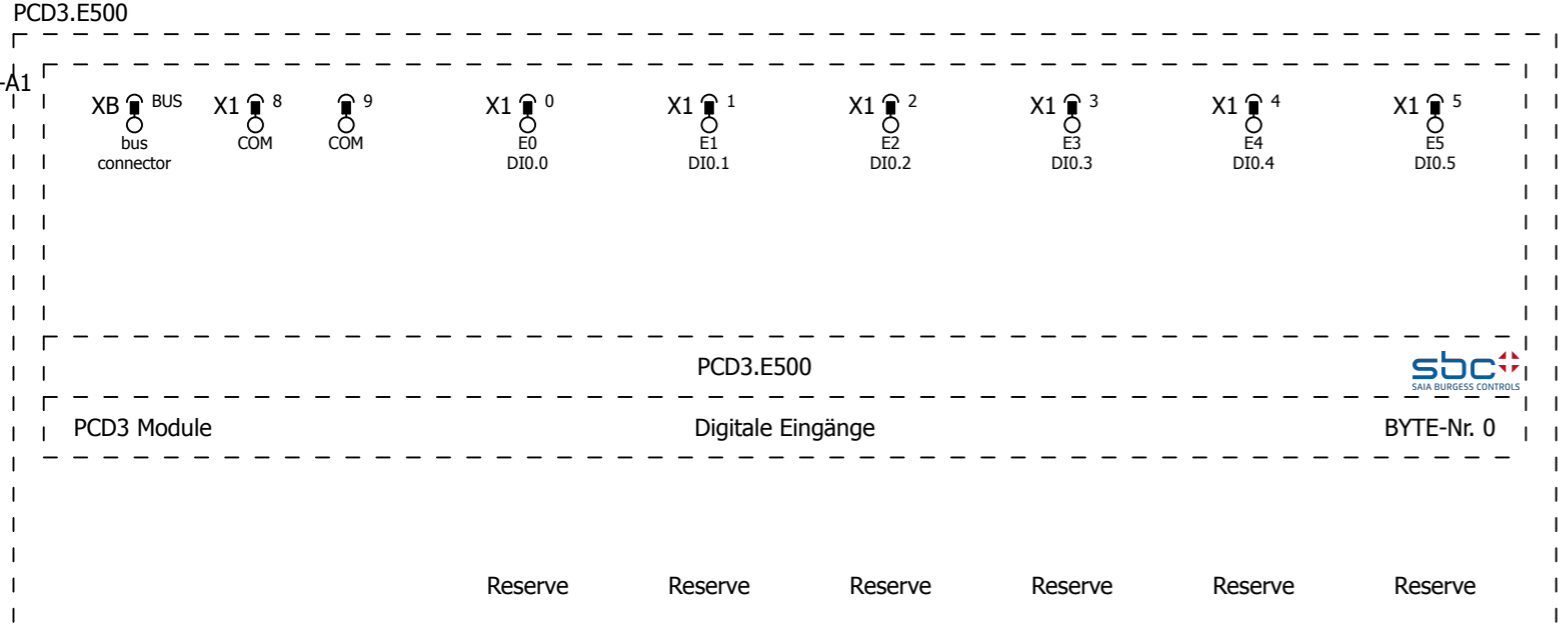 PCD3.E500
-A1
XB BUS X1 8 9 X1 0 X1 1 X1 2 X1 3 X1 4 X1 5
bus COM COM E0 E1 E2 E3 E4 E5
connector DI0.0 DI0.1 DI0.2 DI0.3 DI0.4 DI0.5
PCD3.E500 sbc
SAIA BURGESS CONTROLS
PCD3 Module Digitale Eingänge BYTE-Nr. 0
Reserve Reserve Reserve Reserve Reserve Reserve